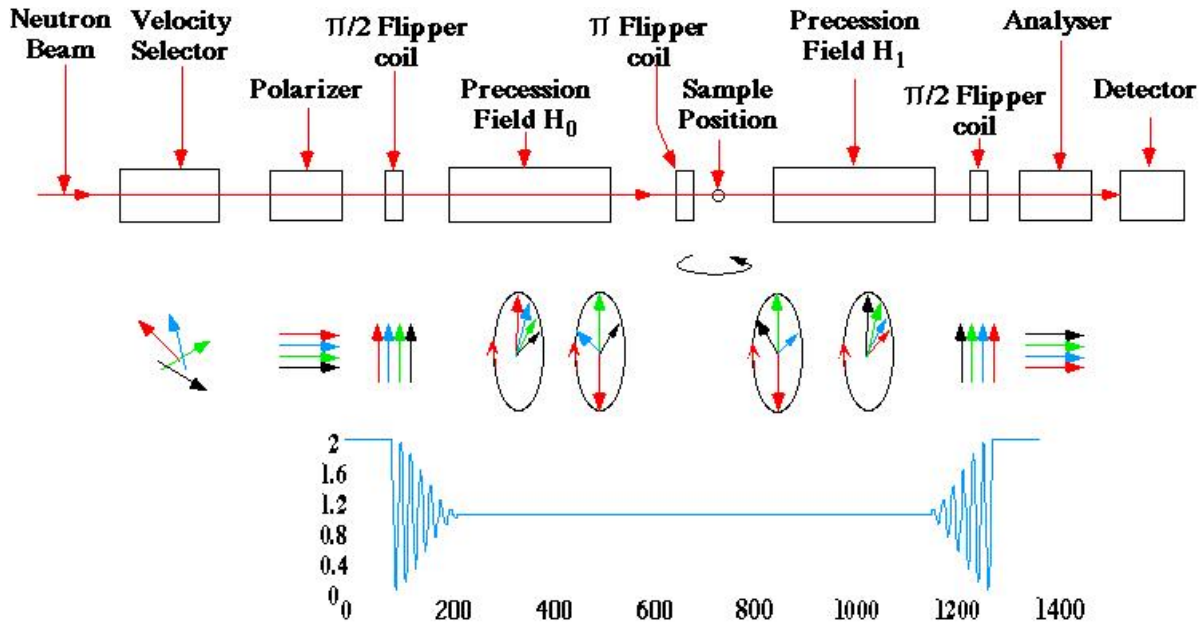 Neutron
Beam
Velocity
Selector
Polarizer
π/2 Flipper
coil
Precession
Field H0
π Flipper
coil
Sample
Position
Precession
Field H1
π/2 Flipper
coil
Analyser
Detector
2
1.6
1.2
0.8
0.4
0
0 200 400 600 800 1000 1200 1400